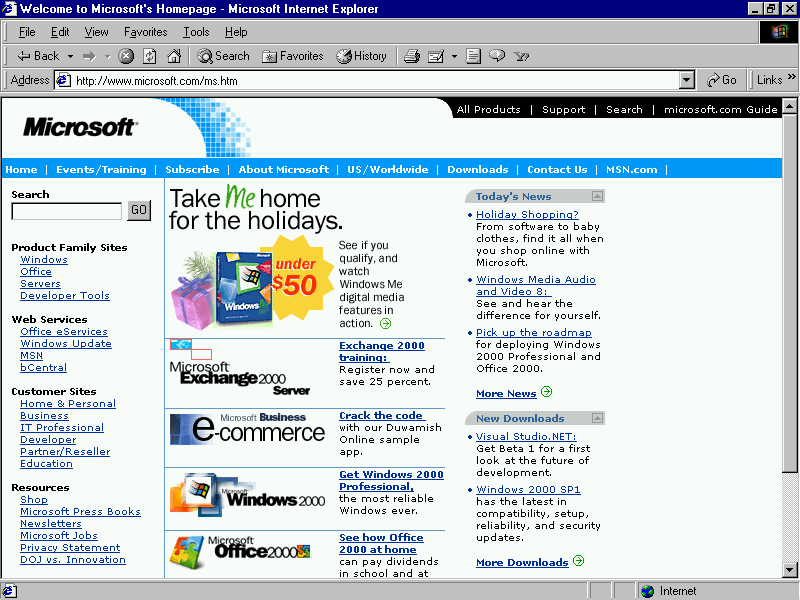 Welcome to Microsoft's Homepage - Microsoft Internet Explorer
File Edit View Favorites Tools Help
Back Search Favorites History
Address http://www.microsoft.com/ms.htm Go Links »
All Products | Support | Search | microsoft.com Guide
Microsoft
Home | Events/Training | Subscribe | About Microsoft | US/Worldwide | Downloads | Contact Us | MSN.com |
Search
GO
Product Family Sites
Windows
Office
Servers
Developer Tools
Web Services
Office eServices
Windows Update
MSN
bCentral
Customer Sites
Home & Personal
Business
IT Professional
Developer
Partner/Reseller
Education
Resources
Shop
Microsoft Press Books
Newsletters
Microsoft Jobs
Privacy Statement
DOJ vs. Innovation
Take Me home
for the holidays.
under
$50
Windows
See if you
qualify, and
watch
Windows Me
digital media
features in
action.
Microsoft
Exchange 2000
Server
Exchange 2000
training:
Register now and
save 25 percent.
Microsoft Business
e-commerce
Crack the code
with our Duwamish
Online sample
app.
Microsoft
Windows 2000
Get Windows 2000
Professional,
the most reliable
Windows ever.
Microsoft
Office 2000
See how Office
2000 at home
can pay dividends
in school and at
Today's News
• Holiday Shopping?
From software to baby
clothes, find it all when
you shop online with
Microsoft.
• Windows Media Audio
and Video 8:
See and hear the
difference for yourself.
• Pick up the roadmap
for deploying Windows
2000 Professional and
Office 2000.
More News
New Downloads
• Visual Studio.NET:
Get Beta 1 for a first
look at the future of
development.
• Windows 2000 SP1
has the latest in
compatibility, setup,
reliability, and security
updates.
More Downloads
Internet